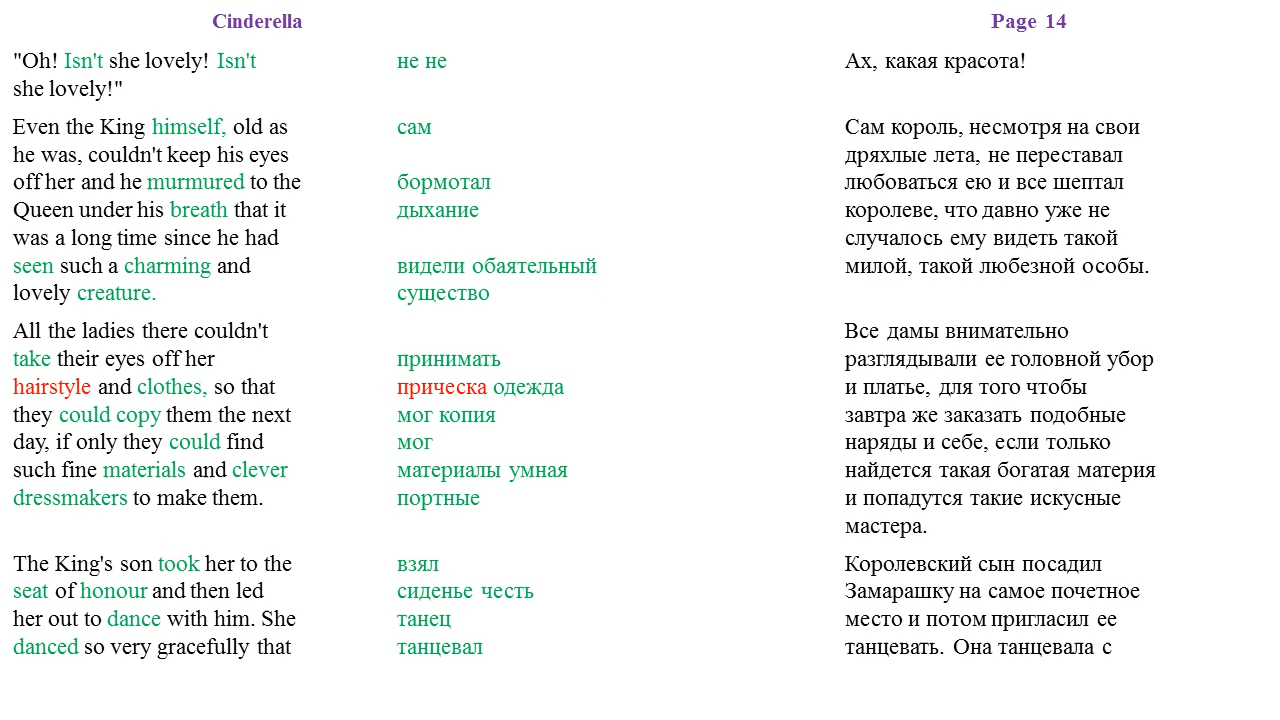 Cinderella
Page 14
"Oh! Isn't she lovely! Isn't
she lovely!"
не не
Ах, какая красота!
Even the King himself, old as
he was, couldn't keep his eyes
off her and he murmured to the
Queen under his breath that it
was a long time since he had
seen such a charming and
lovely creature.
сам
бормотал
дыхание
видели обаятельный
существо
Сам король, несмотря на свои
дряхлые лета, не переставал
любоваться ею и все шептал
королеве, что давно уже не
случалось ему видеть такой
милой, такой любезной особы.
All the ladies there couldn't
take their eyes off her
hairstyle and clothes, so that
they could copy them the next
day, if only they could find
such fine materials and clever
dressmakers to make them.
принимать
прическа одежда
мог копия
мог
материалы умная
портные
Все дамы внимательно
разглядывали ее головной убор
и платье, для того чтобы
завтра же заказать подобные
наряды и себе, если только
найдется такая богатая материя
и попадутся такие искусные
мастера.
The King's son took her to the
seat of honour and then led
her out to dance with him. She
danced so very gracefully that
взял
сиденье честь
танец
танцевал
Королевский сын посадил
Замарашку на самое почетное
место и потом пригласил ее
танцевать. Она танцевала с